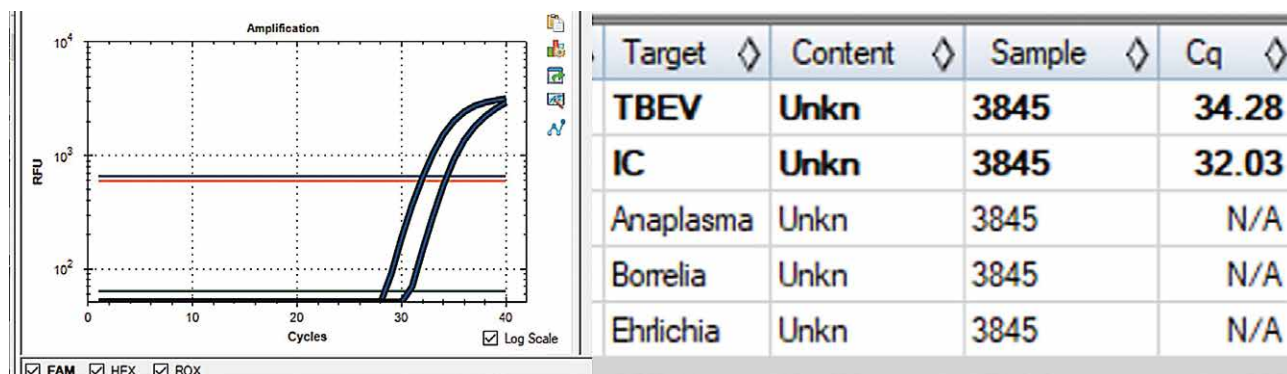 Amplification
10^4
10^3
10^2
RFU
0 10 20 30 40
Cycles
Log Scale
FAM HEX ROX
Target Content Sample Cq
TBEV Unkn 3845 34.28
IC Unkn 3845 32.03
Anaplasma Unkn 3845 N/A
Borrelia Unkn 3845 N/A
Ehrlichia Unkn 3845 N/A